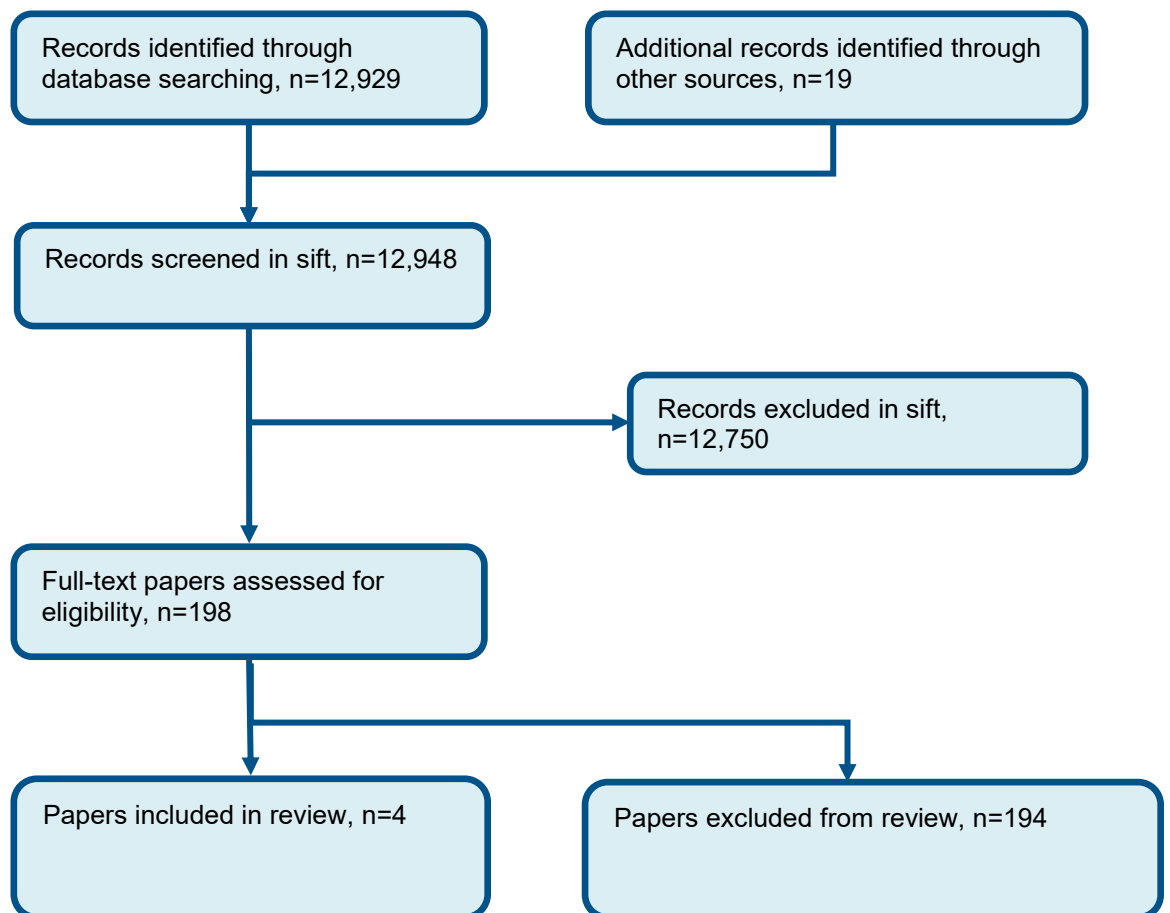 Records identified through
database searching, n=12,929
Additional records identified through
other sources, n=19
Records screened in sift, n=12,948
Records excluded in sift,
n=12,750
Full-text papers assessed for
eligibility, n=198
Papers included in review, n=4
Papers excluded from review, n=194